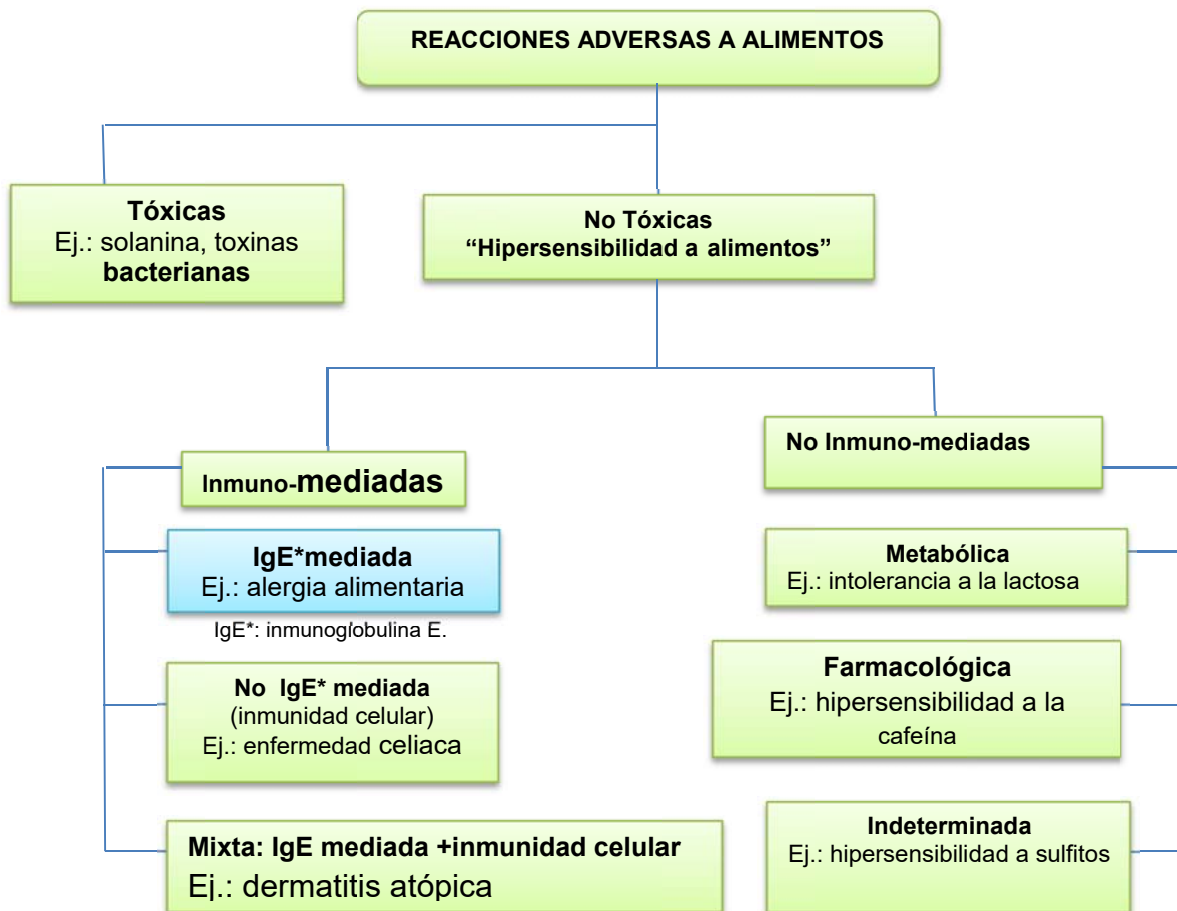 REACCIONES ADVERSAS A ALIMENTOS
Tóxicas
Ej.: solanina, toxinas
bacterianas
No Tóxicas
“Hipersensibilidad a alimentos”
Inmuno-mediadas
IgE*mediada
Ej.: alergia alimentaria
IgE*: inmunoglobulina E.
No IgE* mediada
(inmunidad celular)
Ej.: enfermedad celiaca
Mixta: IgE mediada +inmunidad celular
Ej.: dermatitis atópica
No Inmuno-mediadas
Metabólica
Ej.: intolerancia a la lactosa
Farmacológica
Ej.: hipersensibilidad a la
cafeína
Indeterminada
Ej.: hipersensibilidad a sulfitos